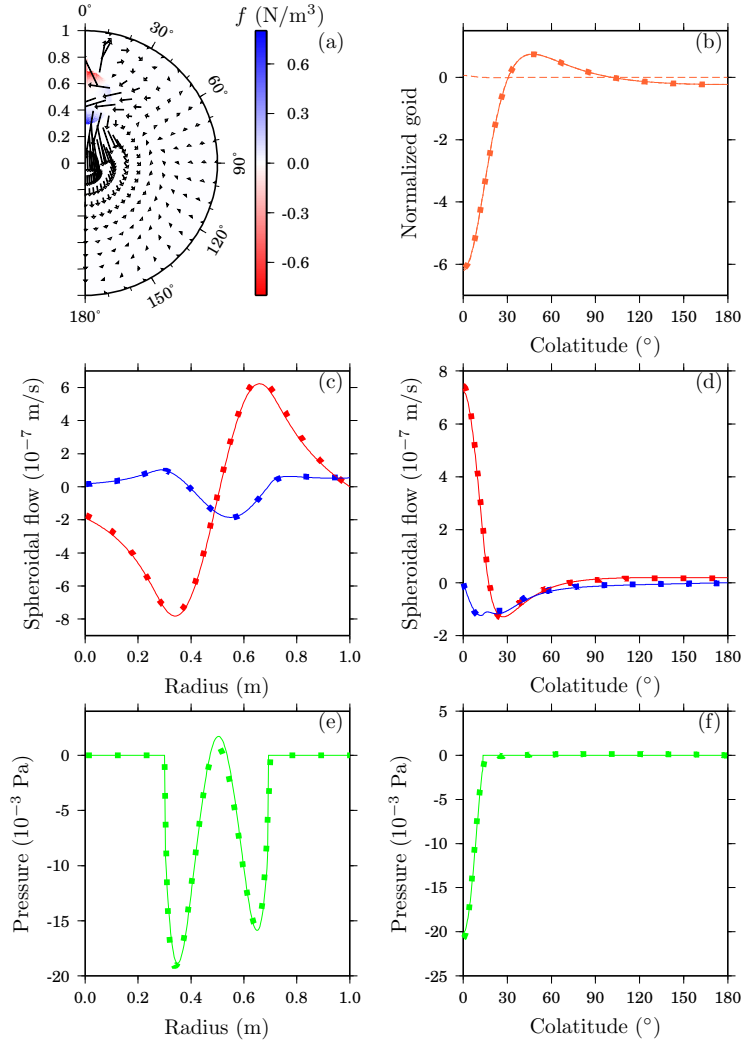 f (N/m³)
0°
(a)
30°
60°
90°
120°
150°
180°
1
0.8
0.6
0.4
0.2
0
0.6
0.3
0.0
-0.3
-0.6
(b)
Normalized goid
0
-2
-4
-6
0 30 60 90 120 150 180
Colatitude (°)
(c)
Spheroidal flow (10⁻⁷ m/s)
6
4
2
0
-2
-4
-6
-8
0.0 0.2 0.4 0.6 0.8 1.0
Radius (m)
(d)
Spheroidal flow (10⁻⁷ m/s)
8
6
4
2
0
-2
0 30 60 90 120 150 180
Colatitude (°)
(e)
Pressure (10⁻³ Pa)
0
-5
-10
-15
-20
0.0 0.2 0.4 0.6 0.8 1.0
Radius (m)
(f)
Pressure (10⁻³ Pa)
5
0
-5
-10
-15
-20
-25
0 30 60 90 120 150 180
Colatitude (°)